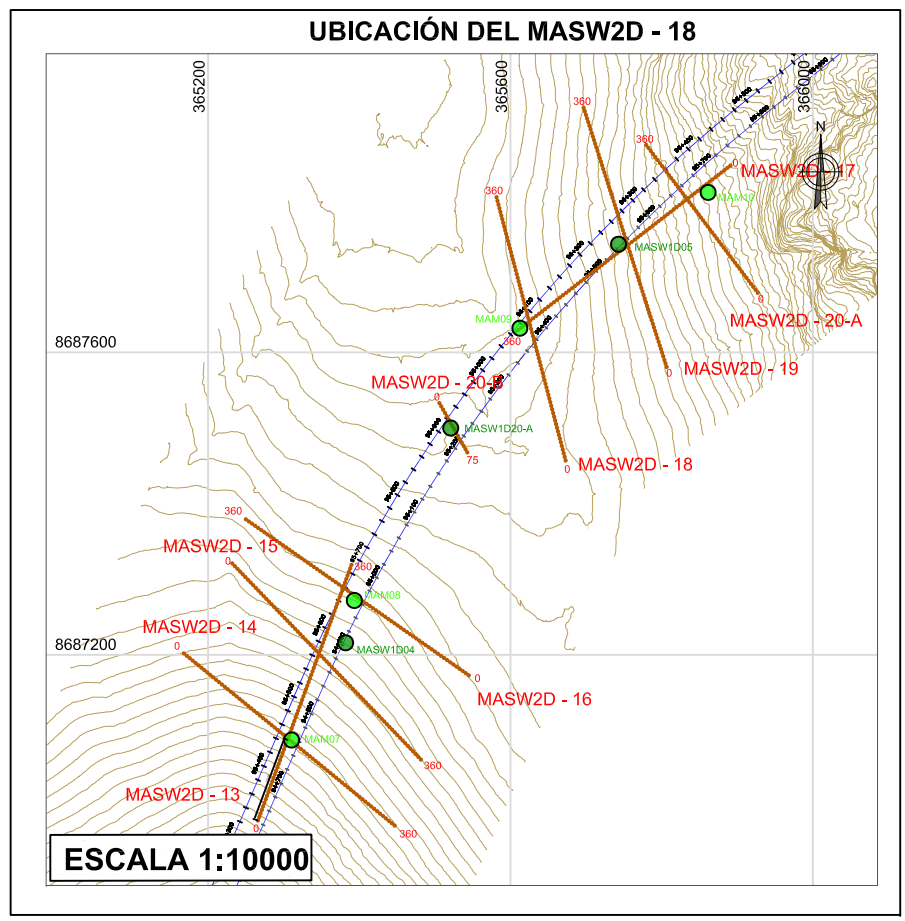 UBICACIÓN DEL MASW2D - 18
365200
365600
366000
N
360
360
0
MASW2D - 17
360
MAM10
MASW1D05
0
MASW2D - 20-A
MAM09
360
8687600
MASW2D - 19
0
MASW2D - 20-B
0
MASW1D20-A
75
0
MASW2D - 18
360
MASW2D - 15
0
360
MAM08
MASW2D - 14
0
MASW1D04
8687200
0
MASW2D - 16
MAM07
360
MASW2D - 13
0
360
ESCALA 1:10000